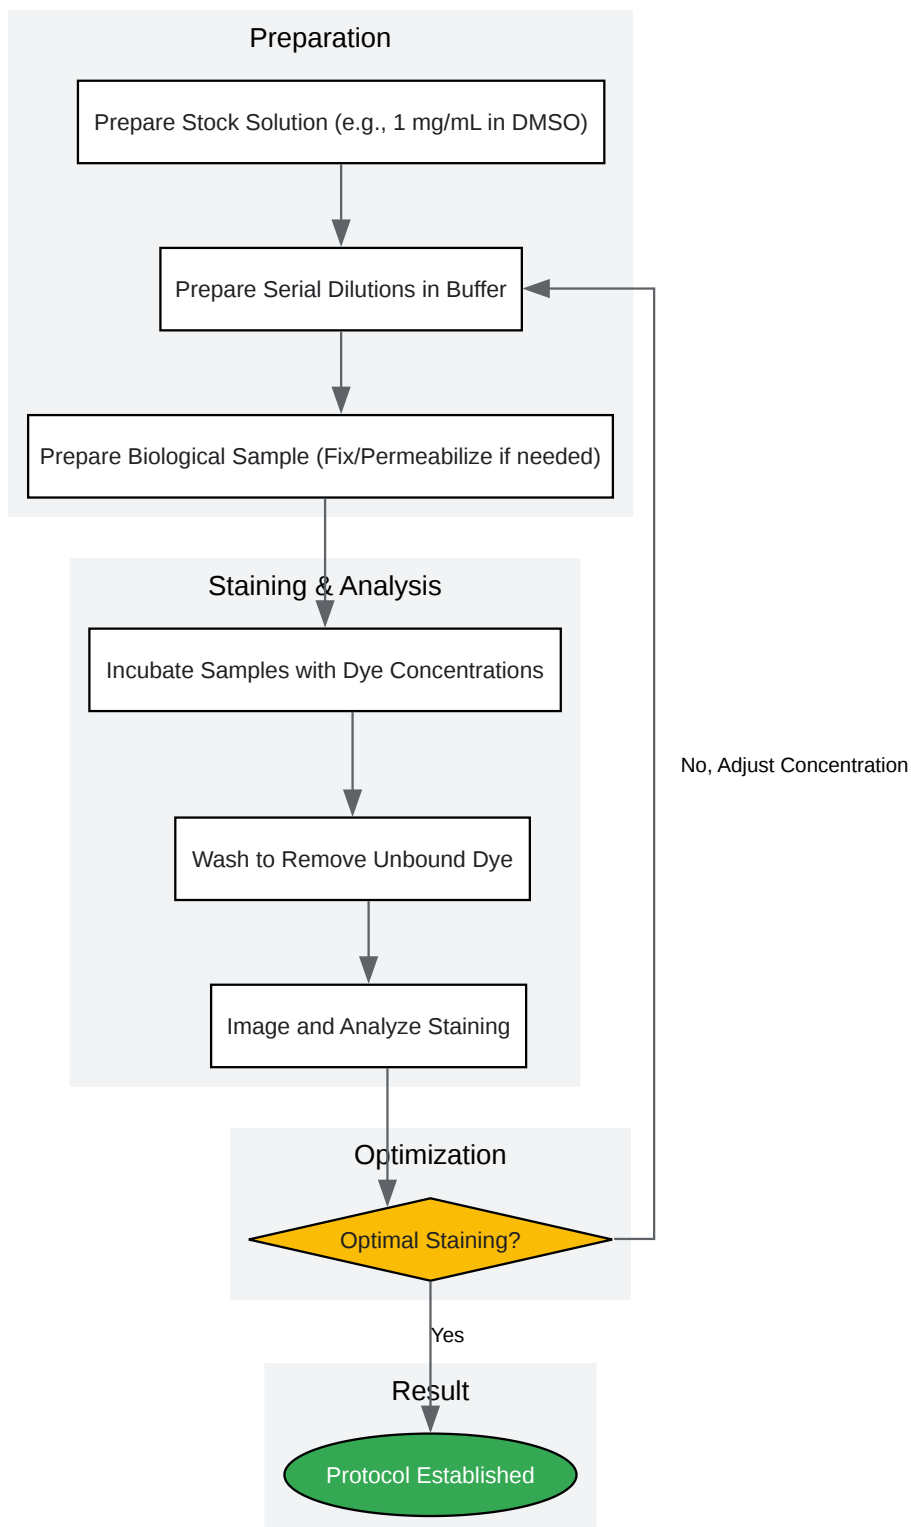 Preparation
Prepare Stock Solution (e.g., 1 mg/mL in DMSO)
Prepare Serial Dilutions in Buffer
Prepare Biological Sample (Fix/Permeabilize if needed)
Staining & Analysis
Incubate Samples with Dye Concentrations
No, Adjust Concentration
Wash to Remove Unbound Dye
Image and Analyze Staining
Optimization
Optimal Staining?
Yes
Result
Protocol Established